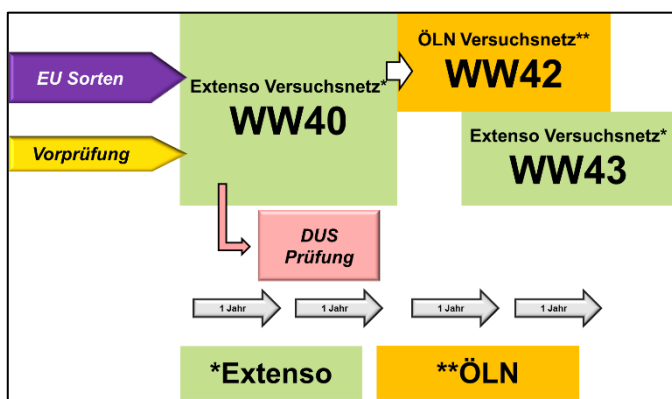 EU Sorten
Vorprüfung
Extenso Versuchsnetz*
WW40
ÖLN Versuchsnetz**
WW42
Extenso Versuchsnetz*
WW43
DUS
Prüfung
1 Jahr
1 Jahr
1 Jahr
1 Jahr
*Extenso
**ÖLN